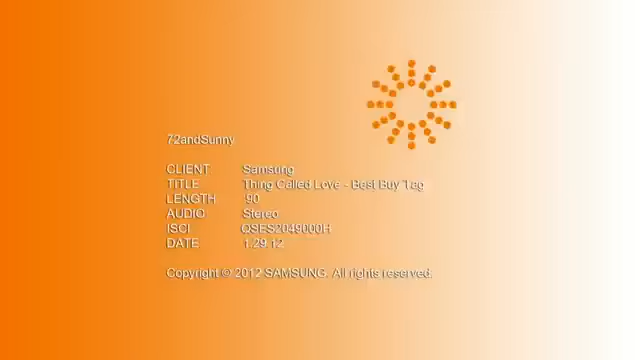 72andSunny
CLIENT Samsung
TITLE Thing Called Love - Best Buy Tag
LENGTH :90
AUDIO Stereo
ISCI QSES2049000H
DATE 1.29.12
Copyright © 2012 SAMSUNG. All rights reserved.